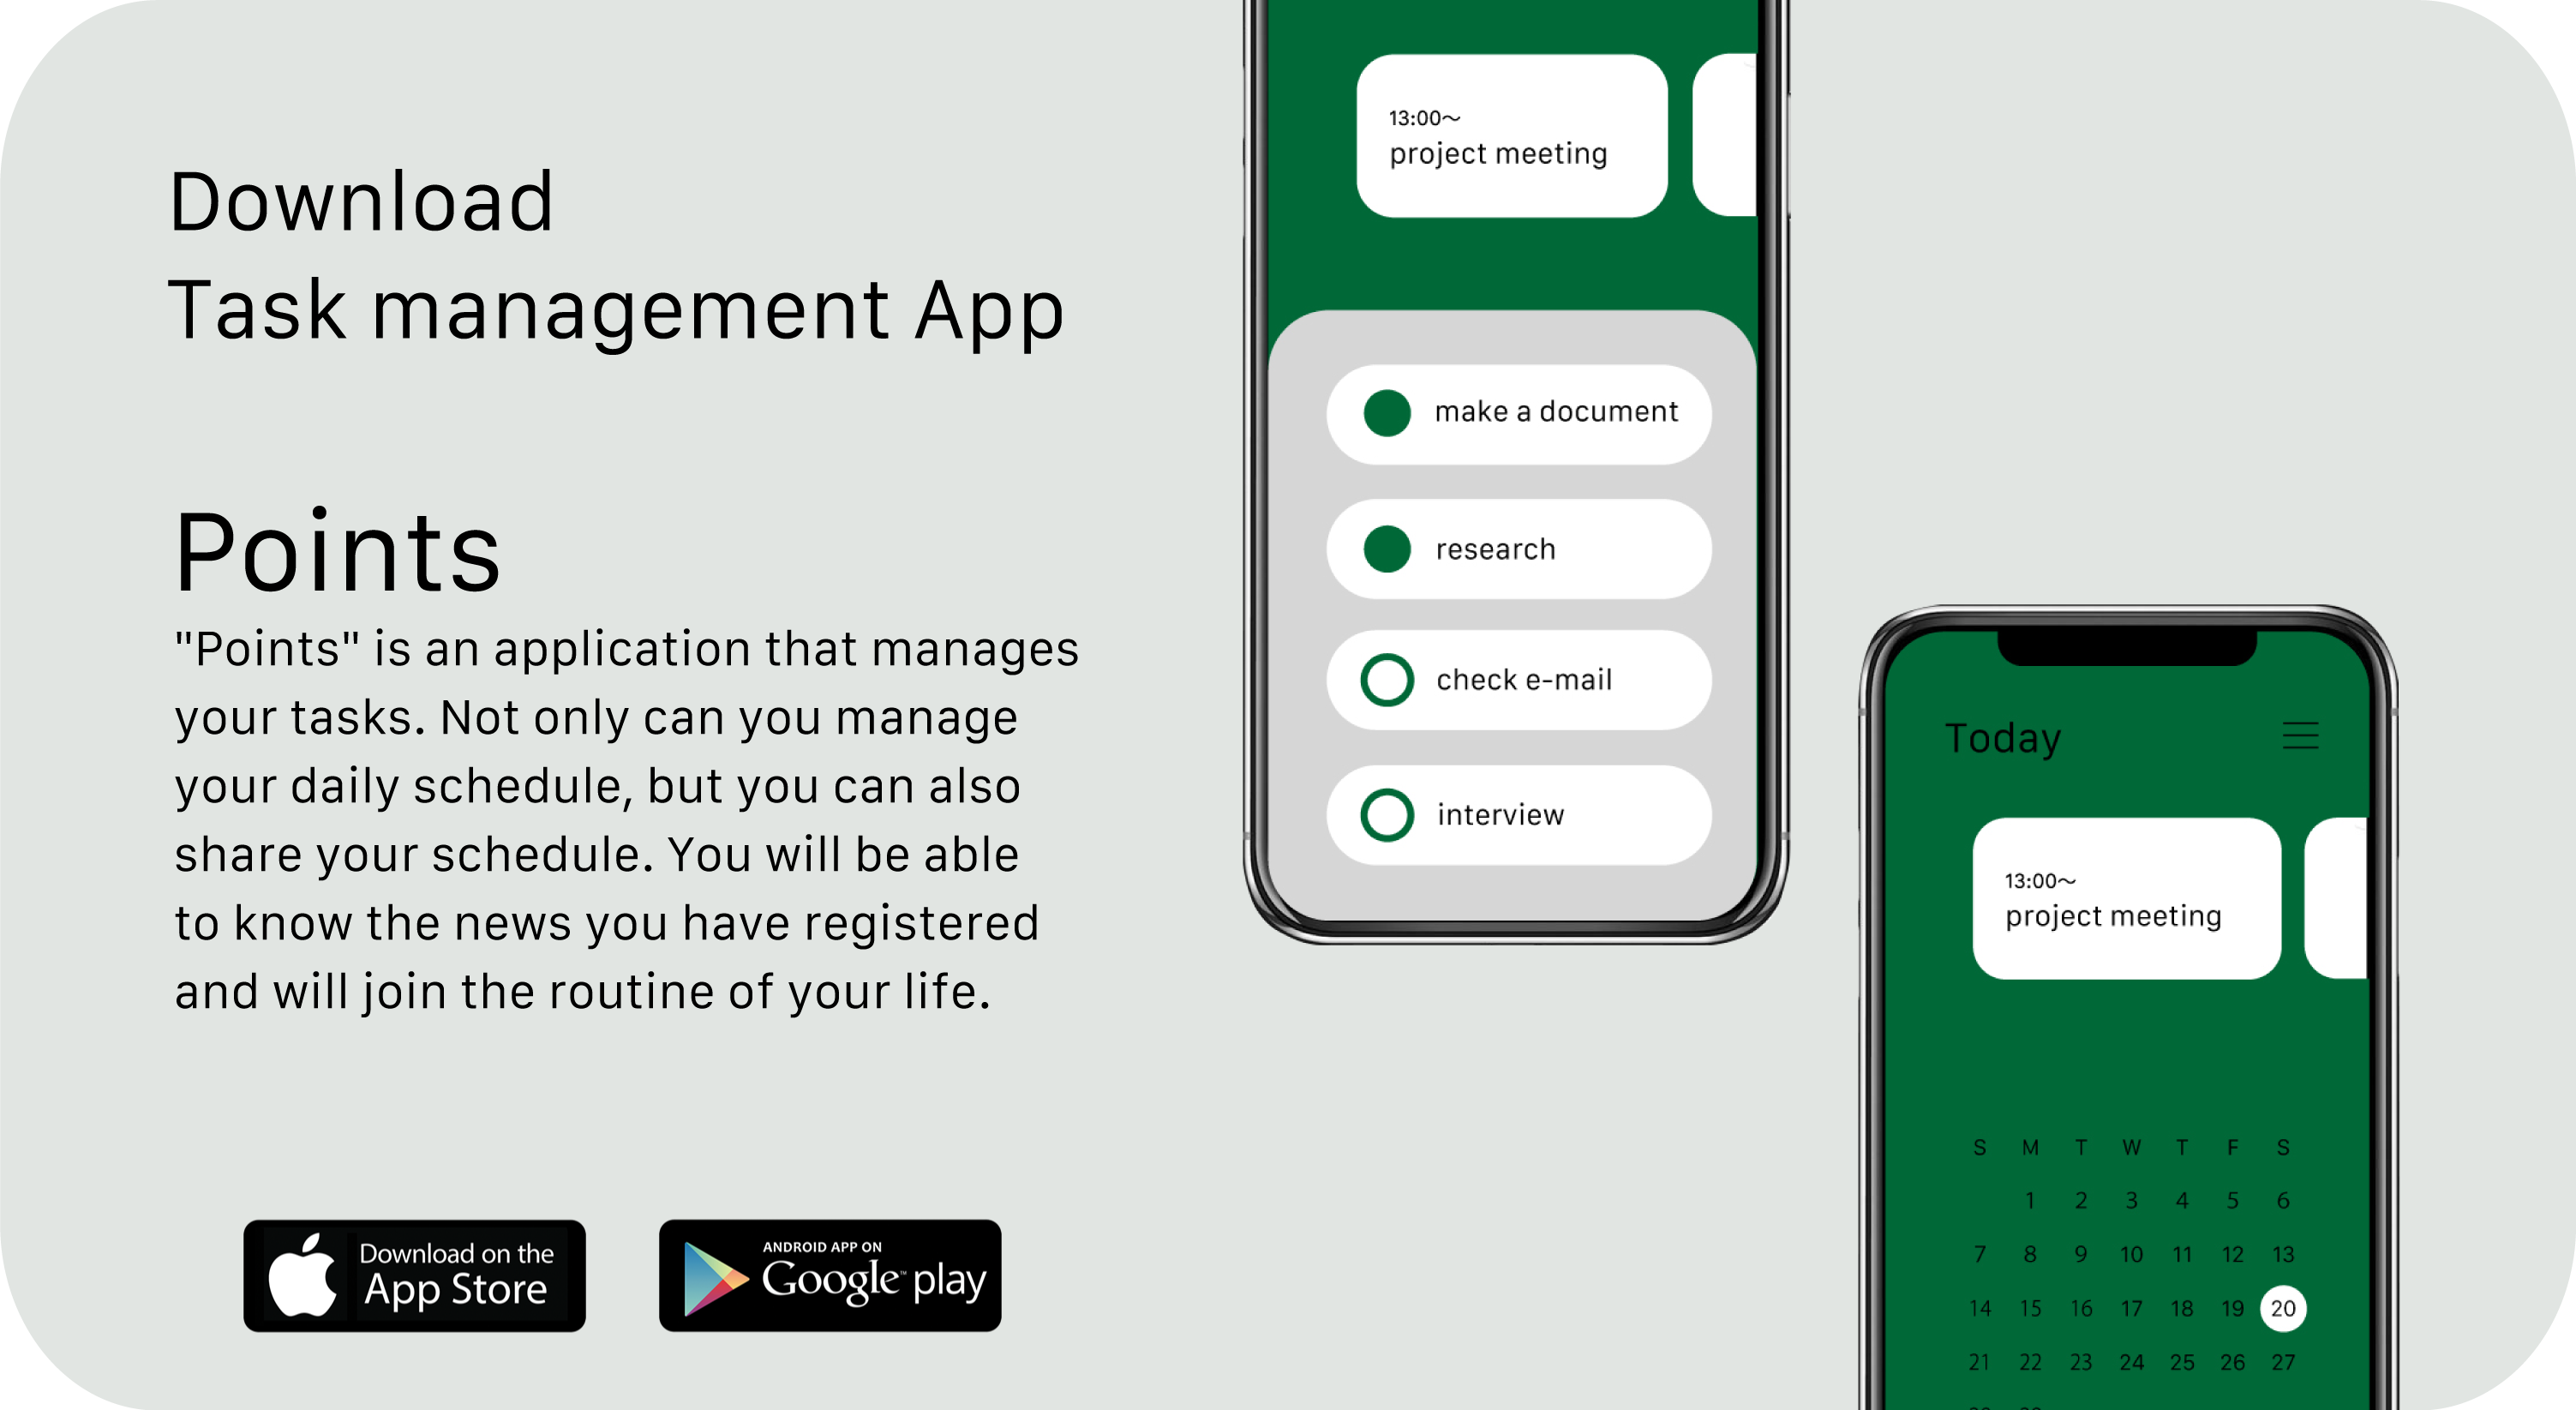 Download
Task management App
Points
"Points" is an application that manages
your tasks. Not only can you manage
your daily schedule, but you can also
share your schedule. You will be able
to know the news you have registered
and will join the routine of your life.
Download on the
App Store
ANDROID APP ON
Google™ play
13:00〜
project meeting
make a document
research
check e-mail
interview
Today
13:00〜
project meeting
S M T W T F S
1 2 3 4 5 6
7 8 9 10 11 12 13
14 15 16 17 18 19 20
21 22 23 24 25 26 27